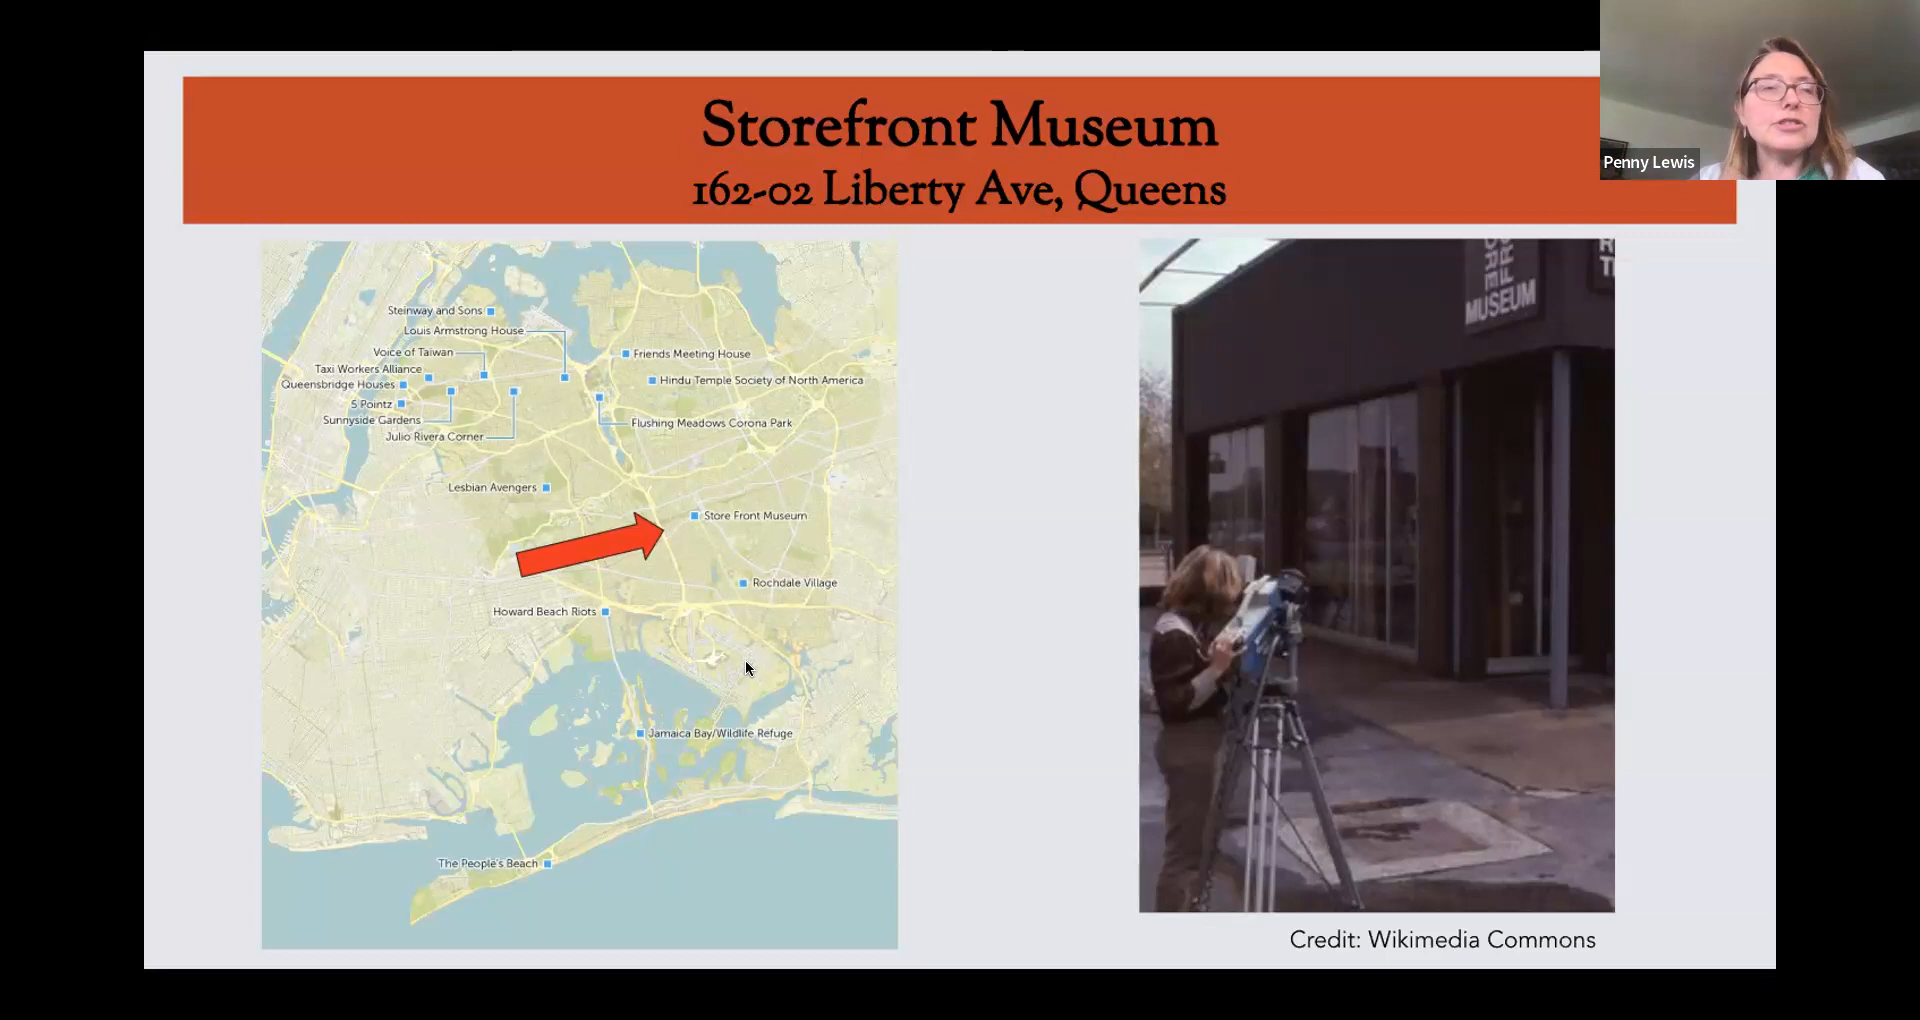 Storefront Museum
162-02 Liberty Ave, Queens
Penny Lewis
Steinway and Sons
Louis Armstrong House
Voice of Taiwan
Taxi Workers Alliance
Queensbridge Houses
5 Pointz
Sunnyside Gardens
Julio Rivera Corner
Friends Meeting House
Hindu Temple Society of North America
Flushing Meadows Corona Park
Lesbian Avengers
Store Front Museum
Rochdale Village
Howard Beach Riots
Jamaica Bay/Wildlife Refuge
The People's Beach
MUSEUM
Credit: Wikimedia Commons